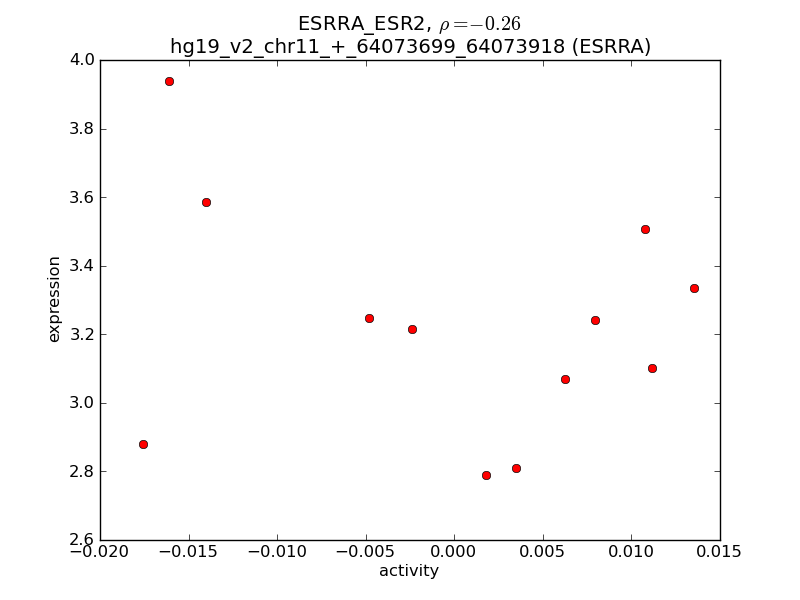 ESRRA_ESR2, ρ=−0.26
hg19_v2_chr11_+_64073699_64073918 (ESRRA)
4.0
3.8
3.6
3.4
3.2
3.0
2.8
2.6
expression
−0.020 −0.015 −0.010 −0.005 0.000 0.005 0.010 0.015
activity